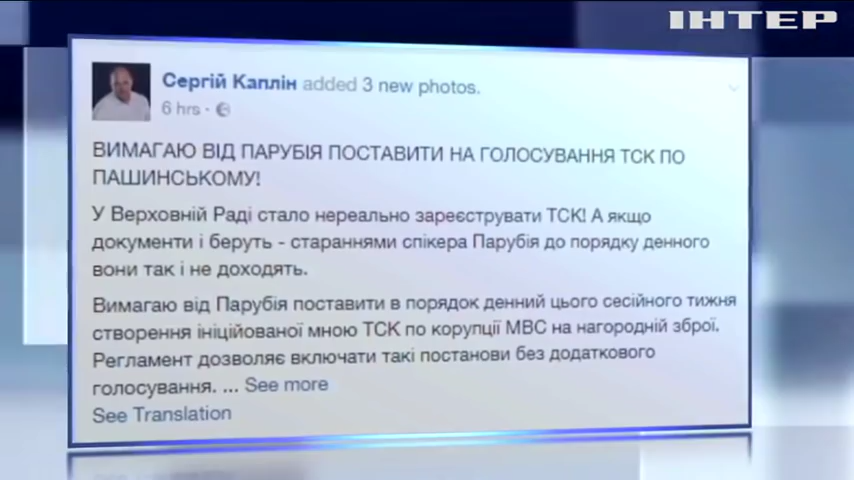 ІНТЕР
Сергій Каплін added 3 new photos.
6 hrs ·
ВИМАГАЮ ВІД ПАРУБІЯ ПОСТАВИТИ НА ГОЛОСУВАННЯ ТСК ПО
ПАШИНСЬКОМУ!
У Верховній Раді стало нереально зареєструвати ТСК! А якщо
документи і беруть - стараннями спікера Парубія до порядку денного
вони так і не доходять.
Вимагаю від Парубія поставити в порядок денний цього сесійного тижня
створення ініційованої мною ТСК по корупції МВС на нагородній зброї.
Регламент дозволяє включати такі постанови без додаткового
голосування. ... See more
See Translation